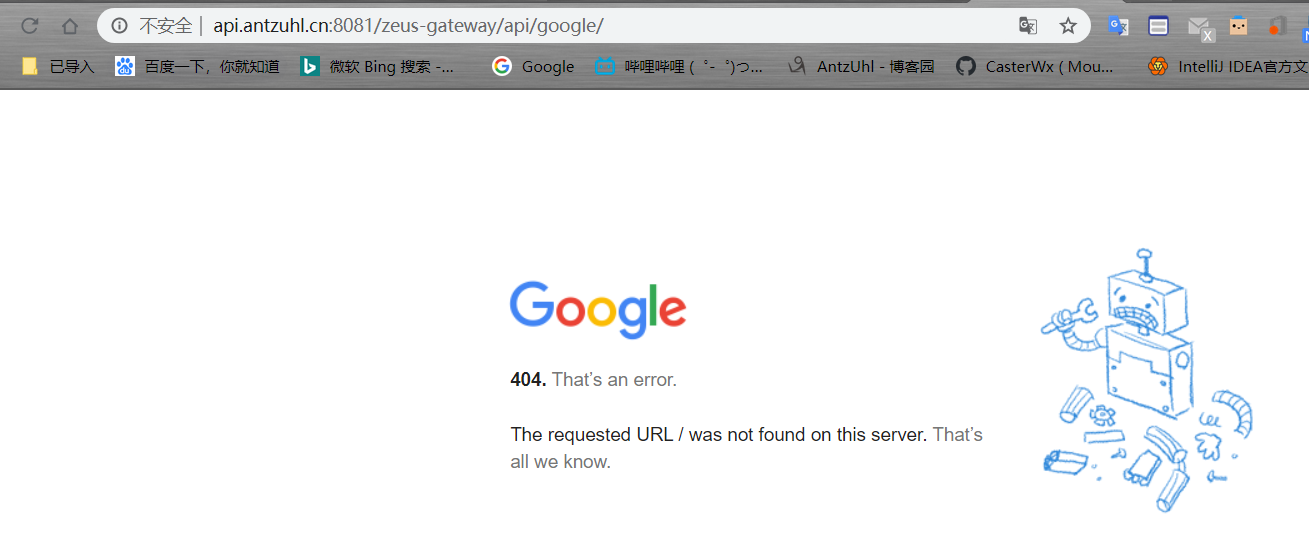 不安全 | api.antzuhl.cn:8081/zeus-gateway/api/google/
已导入 百度一下，你就知道 微软 Bing 搜索 -... Google 哔哩哔哩 ( ゜- ゜)つ... AntzUhl - 博客园 CasterWx ( Mou... IntelliJ IDEA官方文
Google
404. That’s an error.
The requested URL / was not found on this server. That’s
all we know.